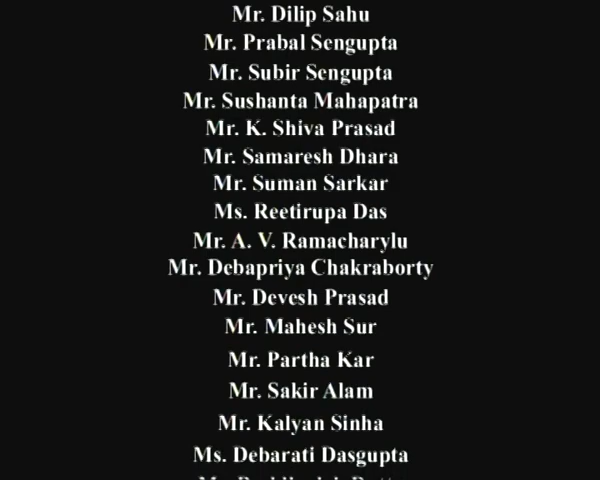 Mr. Dilip Sahu
Mr. Prabal Sengupta
Mr. Subir Sengupta
Mr. Sushanta Mahapatra
Mr. K. Shiva Prasad
Mr. Samaresh Dhara
Mr. Suman Sarkar
Ms. Reetirupa Das
Mr. A. V. Ramacharylu
Mr. Debapriya Chakraborty
Mr. Devesh Prasad
Mr. Mahesh Sur
Mr. Partha Kar
Mr. Sakir Alam
Mr. Kalyan Sinha
Ms. Debarati Dasgupta